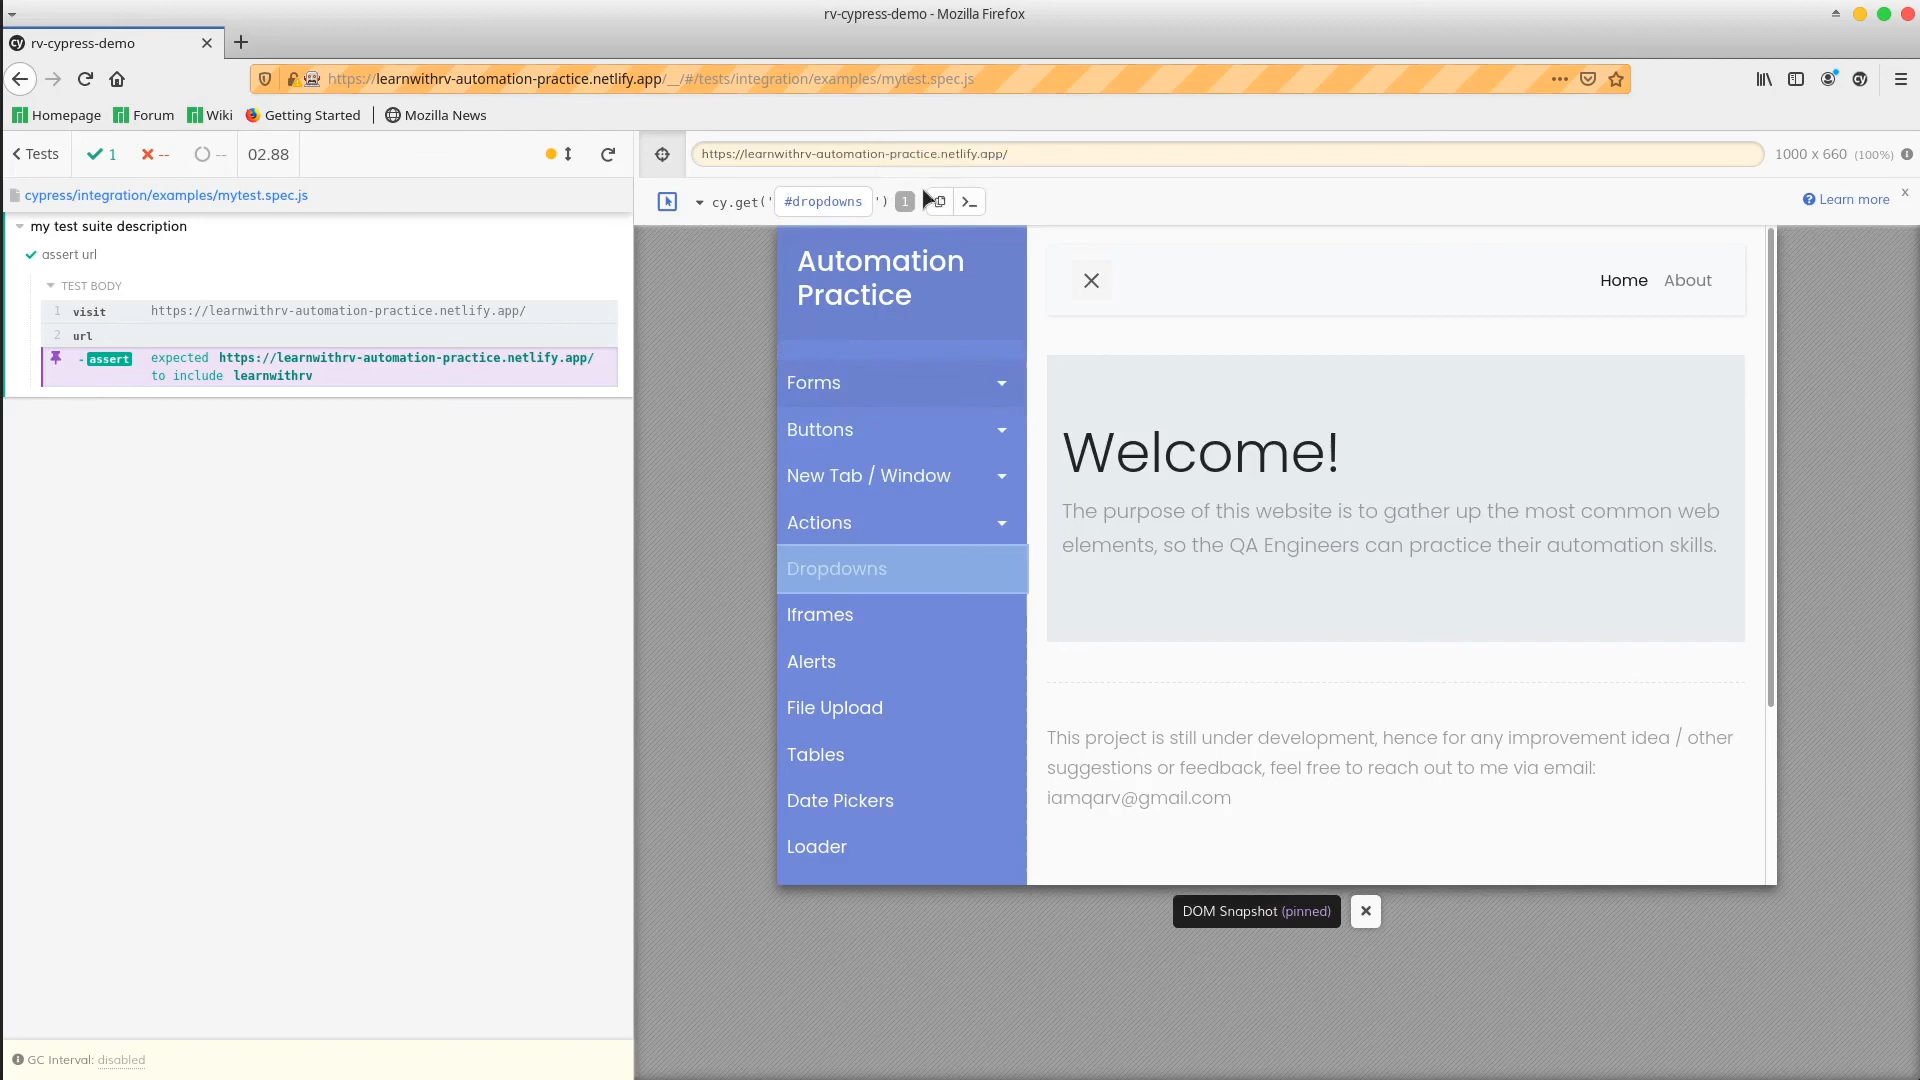 rv-cypress-demo - Mozilla Firefox
rv-cypress-demo
https://learnwithrv-automation-practice.netlify.app/__/#/tests/integration/examples/mytest.spec.js
Homepage Forum Wiki Getting Started Mozilla News
Tests 1 -- -- 02.88
cypress/integration/examples/mytest.spec.js
my test suite description
assert url
TEST BODY
1 visit https://learnwithrv-automation-practice.netlify.app/
2 url
-assert expected https://learnwithrv-automation-practice.netlify.app/
to include learnwithrv
GC Interval: disabled
https://learnwithrv-automation-practice.netlify.app/ 1000 x 660 (100%)
cy.get('#dropdowns') 1 Learn more x
Automation
Practice
Forms
Buttons
New Tab / Window
Actions
Dropdowns
Iframes
Alerts
File Upload
Tables
Date Pickers
Loader
Home About
Welcome!
The purpose of this website is to gather up the most common web
elements, so the QA Engineers can practice their automation skills.
This project is still under development, hence for any improvement idea / other
suggestions or feedback, feel free to reach out to me via email:
iamqarv@gmail.com
DOM Snapshot (pinned)